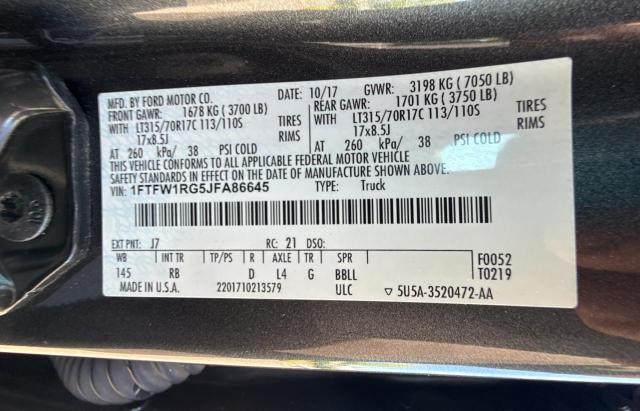 MFD. BY FORD MOTOR CO. DATE: 10/17 GVWR: 3198 KG ( 7050 LB)
FRONT GAWR: 1678 KG ( 3700 LB) REAR GAWR: 1701 KG ( 3750 LB)
WITH LT315/70R17C 113/110S TIRES WITH LT315/70R17C 113/110S TIRES
17x8.5J RIMS 17x8.5J RIMS
AT 260 kPa/ 38 PSI COLD AT 260 kPa/ 38 PSI COLD
THIS VEHICLE CONFORMS TO ALL APPLICABLE FEDERAL MOTOR VEHICLE
SAFETY STANDARDS IN EFFECT ON THE DATE OF MANUFACTURE SHOWN ABOVE.
VIN: 1FTFW1RG5JFA86645 TYPE: Truck
EXT PNT: J7 RC: 21 DSO: F0052
WB INT TR TP/PS R AXLE TR SPR T0219
145 RB D L4 G BBLL
MADE IN U.S.A. 2201710213579 ULC ▽ 5U5A-3520472-AA